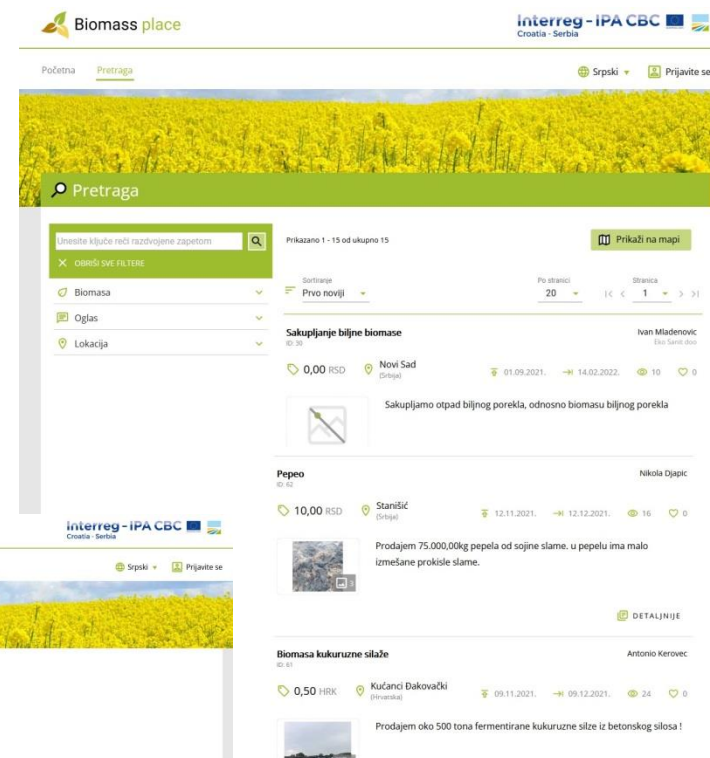 Biomass place
Interreg - IPA CBC
Croatia - Serbia
Početna Pretraga
Srpski Prijavite se
Pretraga
Unesite ključe reči razdvojene zapetom
OBRIŠI SVE FILTERE
Biomasa
Oglas
Lokacija
Prikazano 1 - 15 od ukupno 15
Prikaži na mapi
Sortiranje
Prvo noviji
Po stranici
20
Stranica
1
Sakupljanje biljne biomase
ID: 30
Ivan Mladenovic
Eko Sanit doo
0,00 RSD
Novi Sad
(Srbija)
01.09.2021. 14.02.2022. 10 0
Sakupljamo otpad biljnog porekla, odnosno biomasu biljnog porekla
Pepeo
ID: 62
Nikola Djapic
10,00 RSD
Stanišić
(Srbija)
12.11.2021. 12.12.2021. 16 0
Prodajem 75.000,00kg pepela od sojine slame. u pepelu ima malo
izmešane prokisle slame.
3
DETALJNIJE
Biomasa kukuruzne silaže
ID: 61
Antonio Kerovec
0,50 HRK
Kućanci Đakovački
(Hrvatska)
09.11.2021. 09.12.2021. 24 0
Prodajem oko 500 tona fermentirane kukuruzne silze iz betonskog silosa !
Interreg - IPA CBC
Croatia - Serbia
Srpski Prijavite se